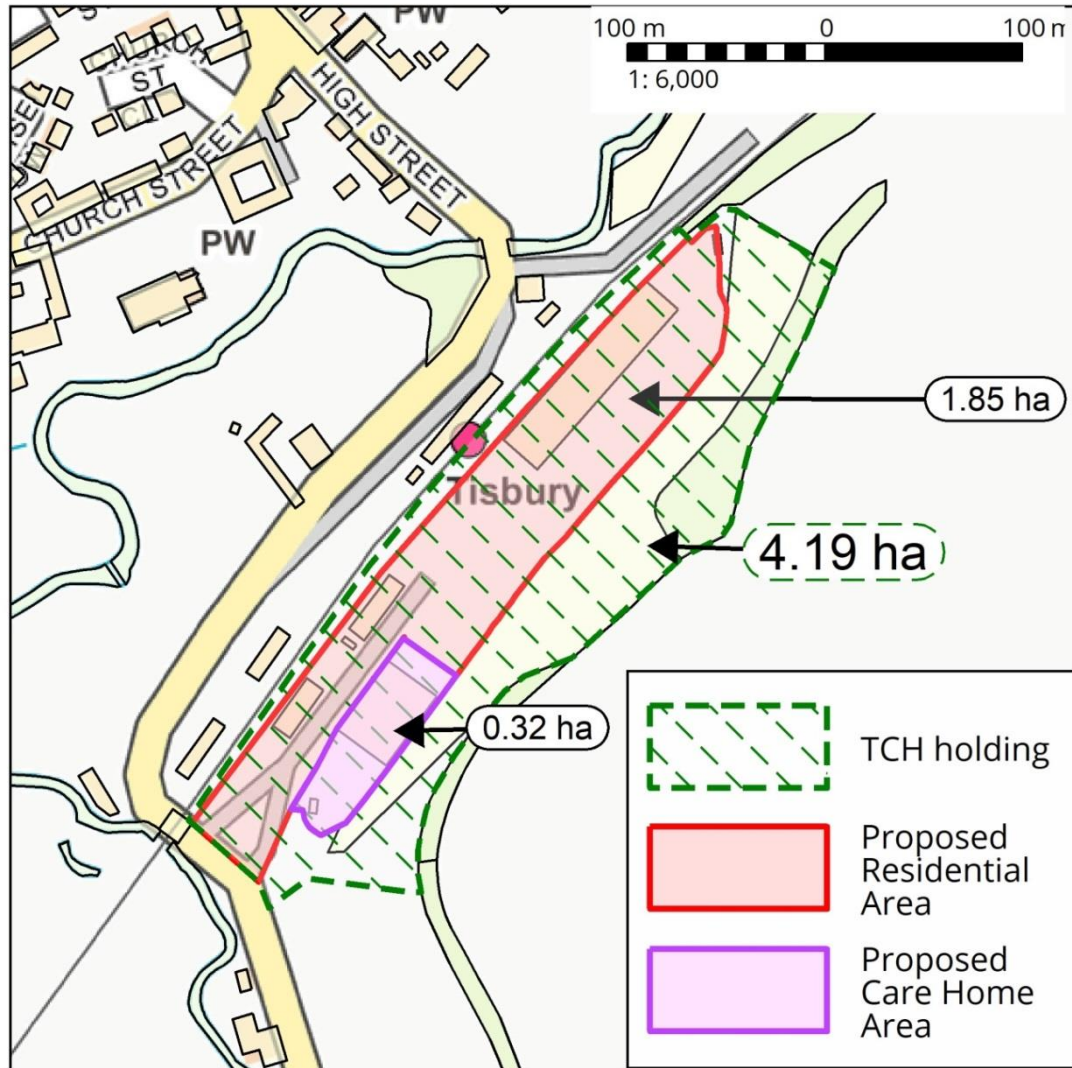 PW
100 m 0 100 m
1: 6,000
CHURCH
ST
CL
HIGH STREET
CHURCH STREET
PW
1.85 ha
Tisbury
4.19 ha
0.32 ha
TCH holding
Proposed
Residential
Area
Proposed
Care Home
Area